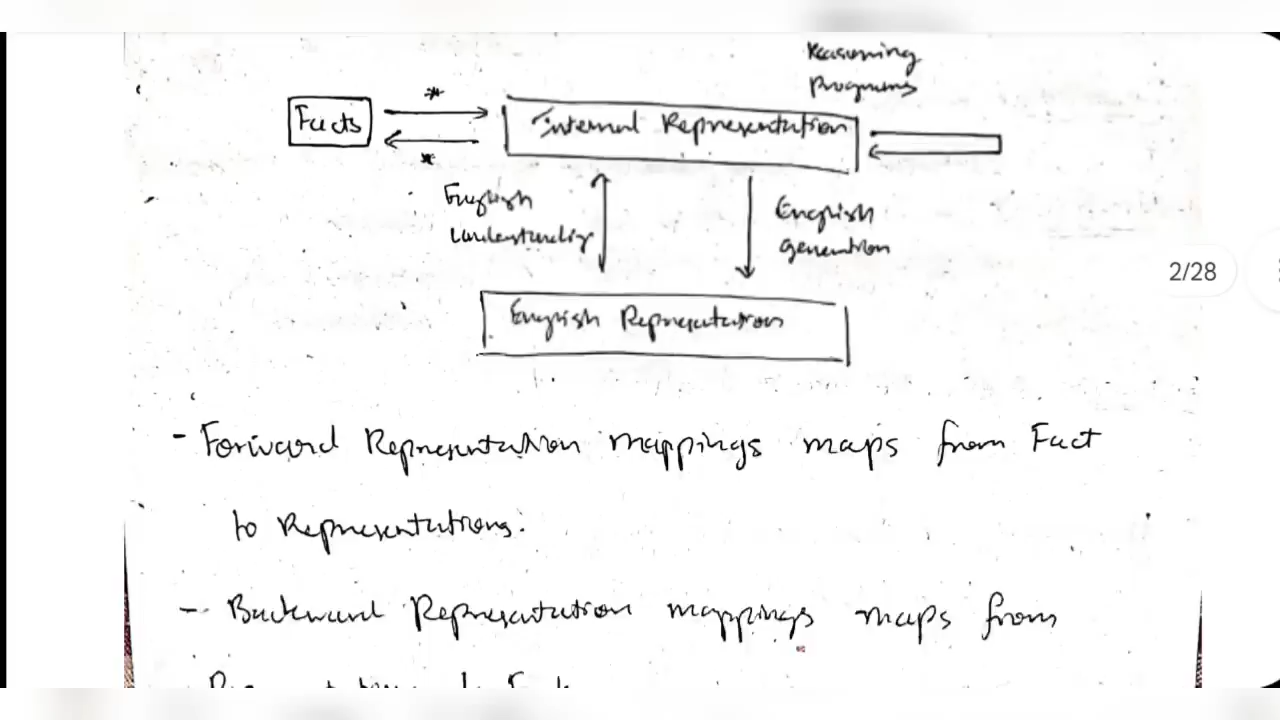 Reasoning
Programs
*
Facts
Internal Representation
*
English
Understanding
English
generation
2/28
English Representation
- Forward Representation mappings maps from Fact
to Representations.
- Backward Representation mappings maps from